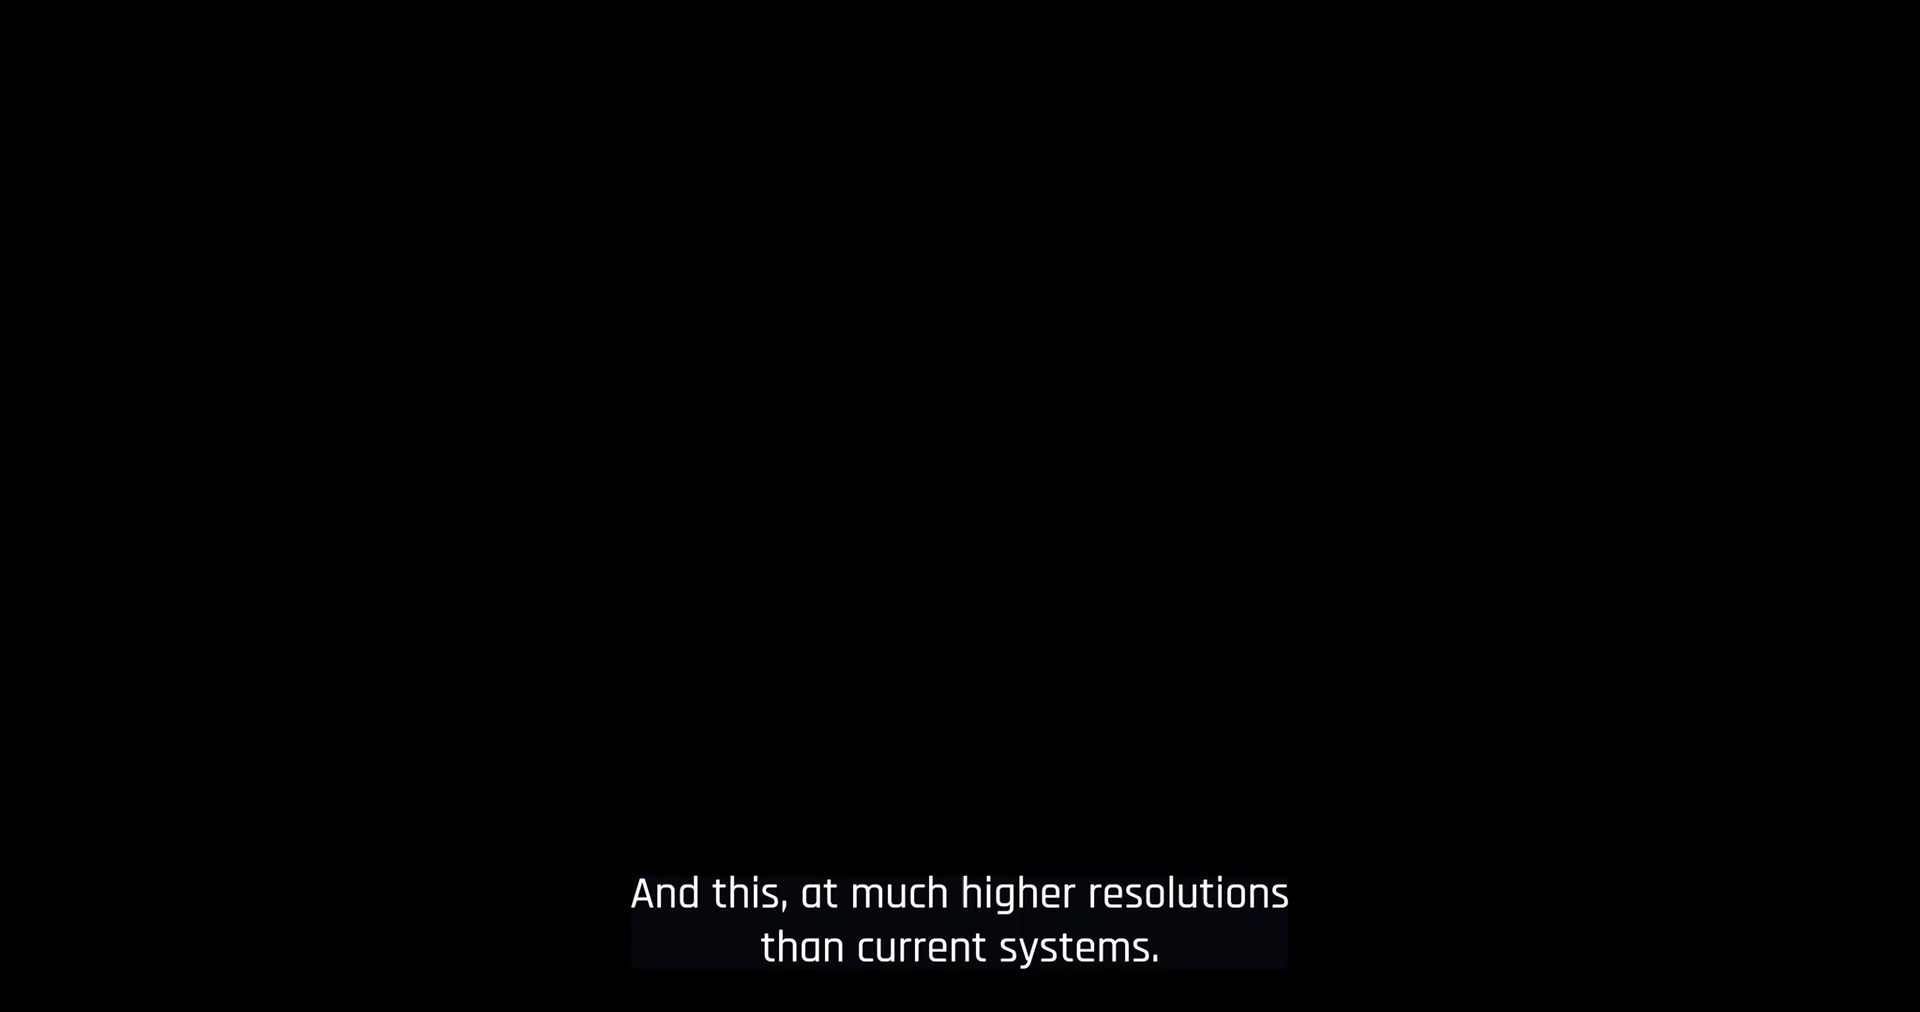 And this, at much higher resolutions
than current systems.